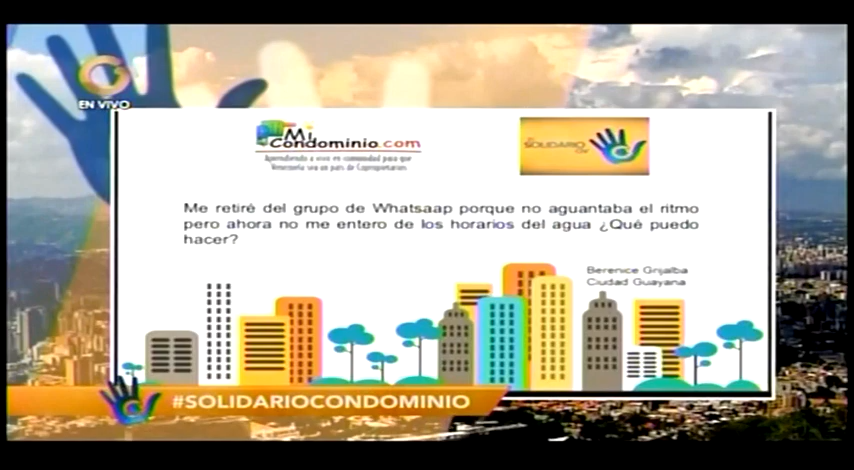 EN VIVO
Mi
Condominio.com
Aprendiendo a vivir en comunidad para que
Venezuela sea un país de Copropietarios
SOLIDARIO
Me retiré del grupo de Whatsaap porque no aguantaba el ritmo
pero ahora no me entero de los horarios del agua ¿Qué puedo
hacer?
Berenice Grijalba
Ciudad Guayana
#SOLIDARIOCONDOMINIO